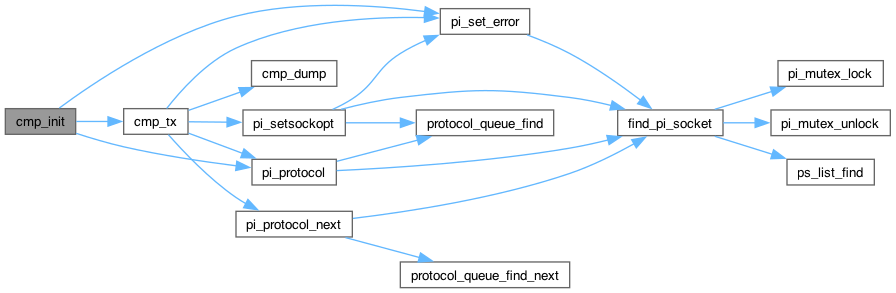 cmp_init
cmp_tx
pi_set_error
cmp_dump
pi_setsockopt
pi_protocol
pi_protocol_next
protocol_queue_find
protocol_queue_find_next
find_pi_socket
pi_mutex_lock
pi_mutex_unlock
ps_list_find